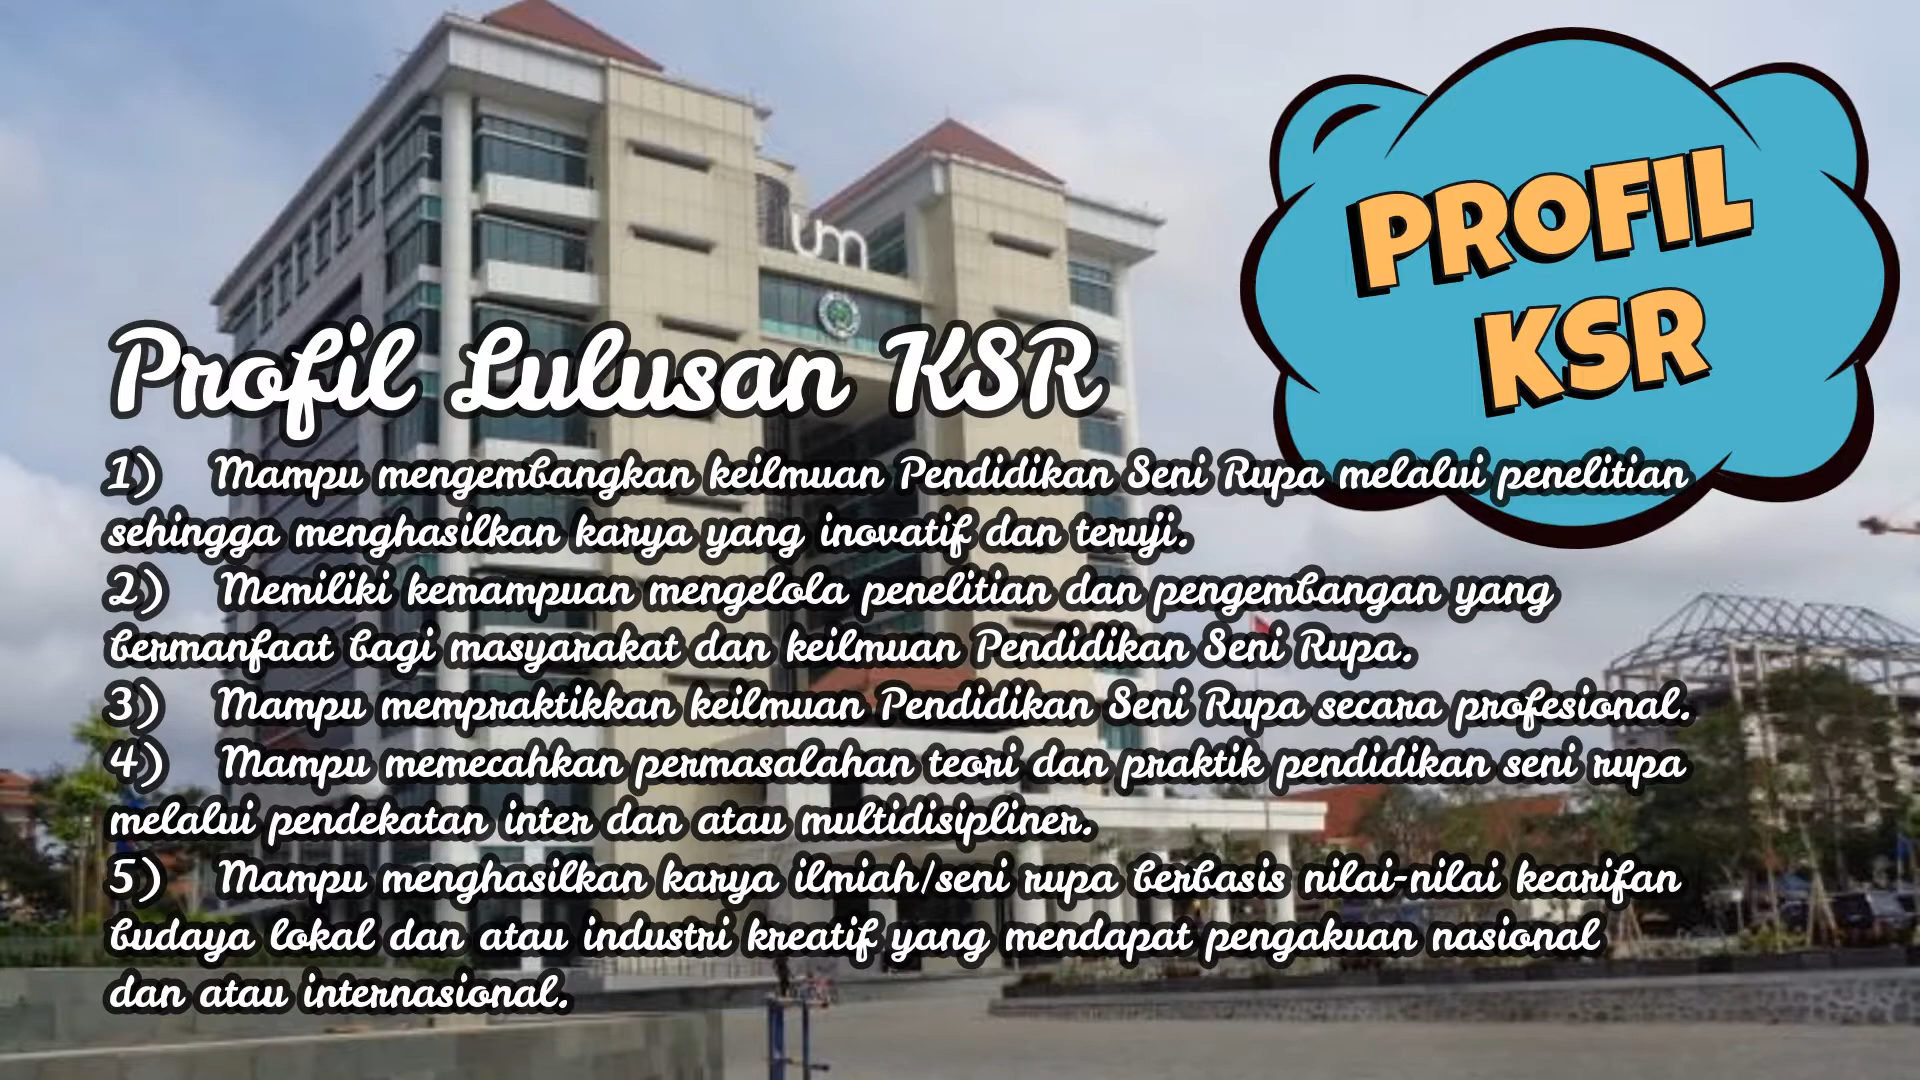 PROFIL
KSR
um
Profil Lulusan KSR
1) Mampu mengembangkan keilmuan Pendidikan Seni Rupa melalui penelitian
sehingga menghasilkan karya yang inovatif dan teruji.
2) Memiliki kemampuan mengelola penelitian dan pengembangan yang
bermanfaat bagi masyarakat dan keilmuan Pendidikan Seni Rupa.
3) Mampu mempraktikkan keilmuan Pendidikan Seni Rupa secara profesional.
4) Mampu memecahkan permasalahan teori dan praktik pendidikan seni rupa
melalui pendekatan inter dan atau multidisipliner.
5) Mampu menghasilkan karya ilmiah/seni rupa berbasis nilai-nilai kearifan
budaya lokal dan atau industri kreatif yang mendapat pengakuan nasional
dan atau internasional.